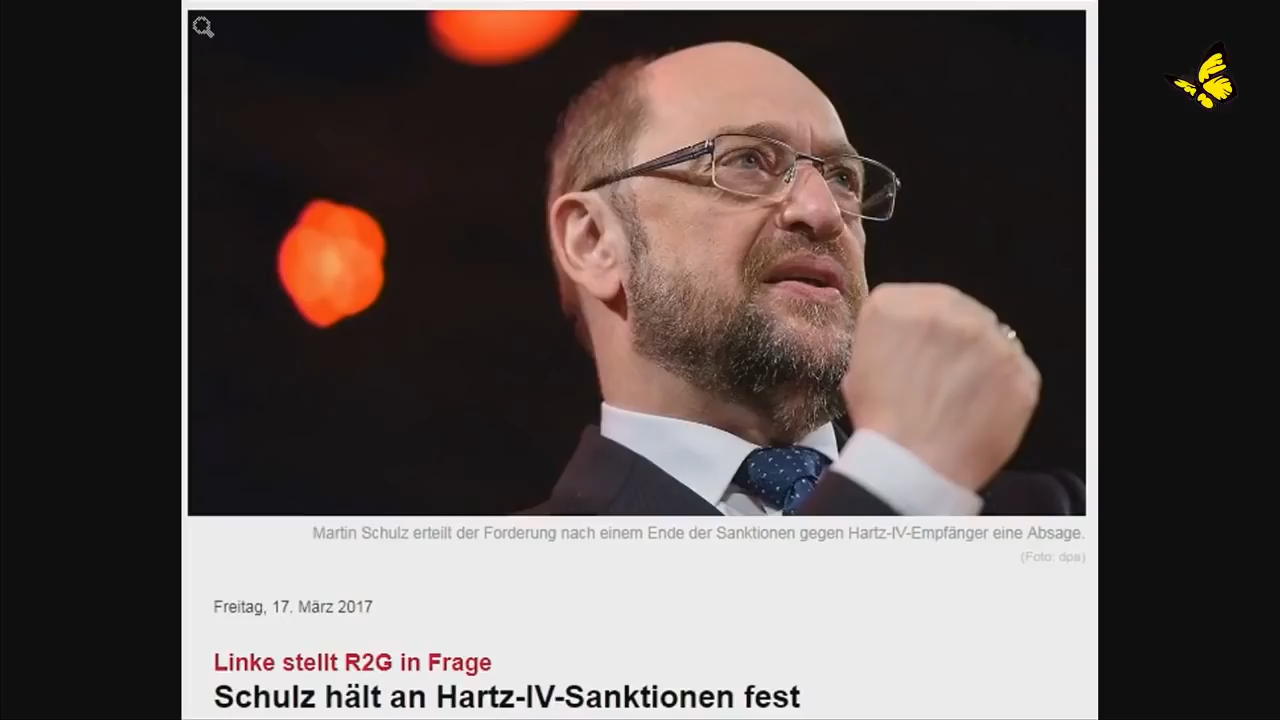 Martin Schulz erteilt der Forderung nach einem Ende der Sanktionen gegen Hartz-IV-Empfänger eine Absage.
(Foto: dpa)
Freitag, 17. März 2017
Linke stellt R2G in Frage
Schulz hält an Hartz-IV-Sanktionen fest